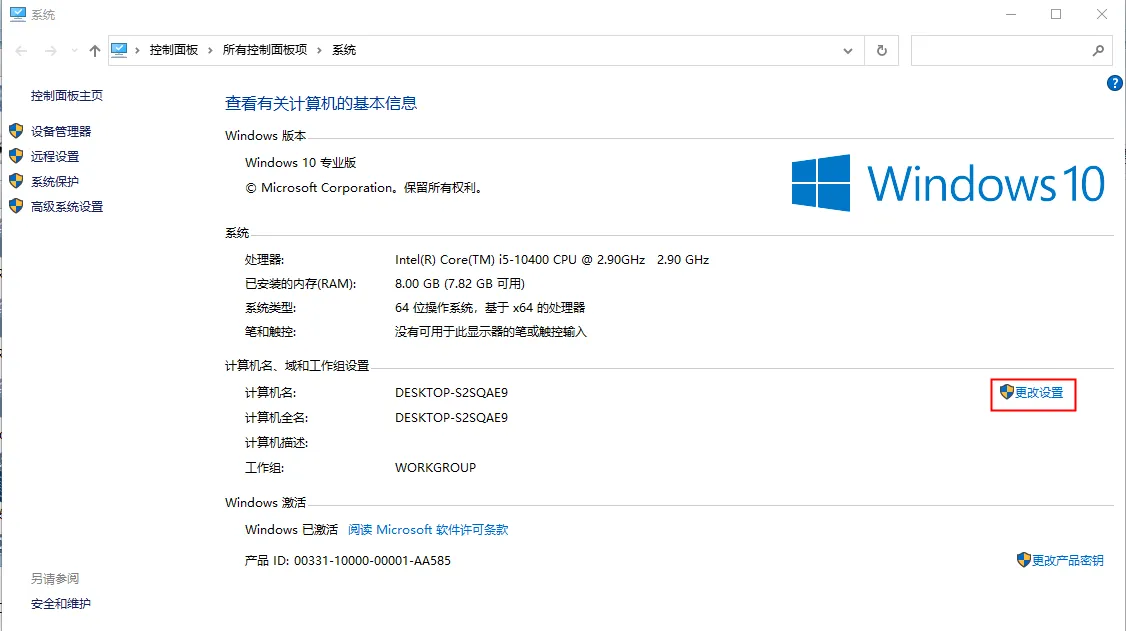 系统
控制面板 › 所有控制面板项 › 系统
控制面板主页
设备管理器
远程设置
系统保护
高级系统设置
查看有关计算机的基本信息
Windows 版本
Windows 10 专业版
© Microsoft Corporation。保留所有权利。
Windows 10
系统
处理器: Intel(R) Core(TM) i5-10400 CPU @ 2.90GHz 2.90 GHz
已安装的内存(RAM): 8.00 GB (7.82 GB 可用)
系统类型: 64 位操作系统，基于 x64 的处理器
笔和触控: 没有可用于此显示器的笔或触控输入
计算机名、域和工作组设置
计算机名: DESKTOP-S2SQAE9 更改设置
计算机全名: DESKTOP-S2SQAE9
计算机描述:
工作组: WORKGROUP
Windows 激活
Windows 已激活 阅读 Microsoft 软件许可条款
产品 ID: 00331-10000-00001-AA585 更改产品密钥
另请参阅
安全和维护